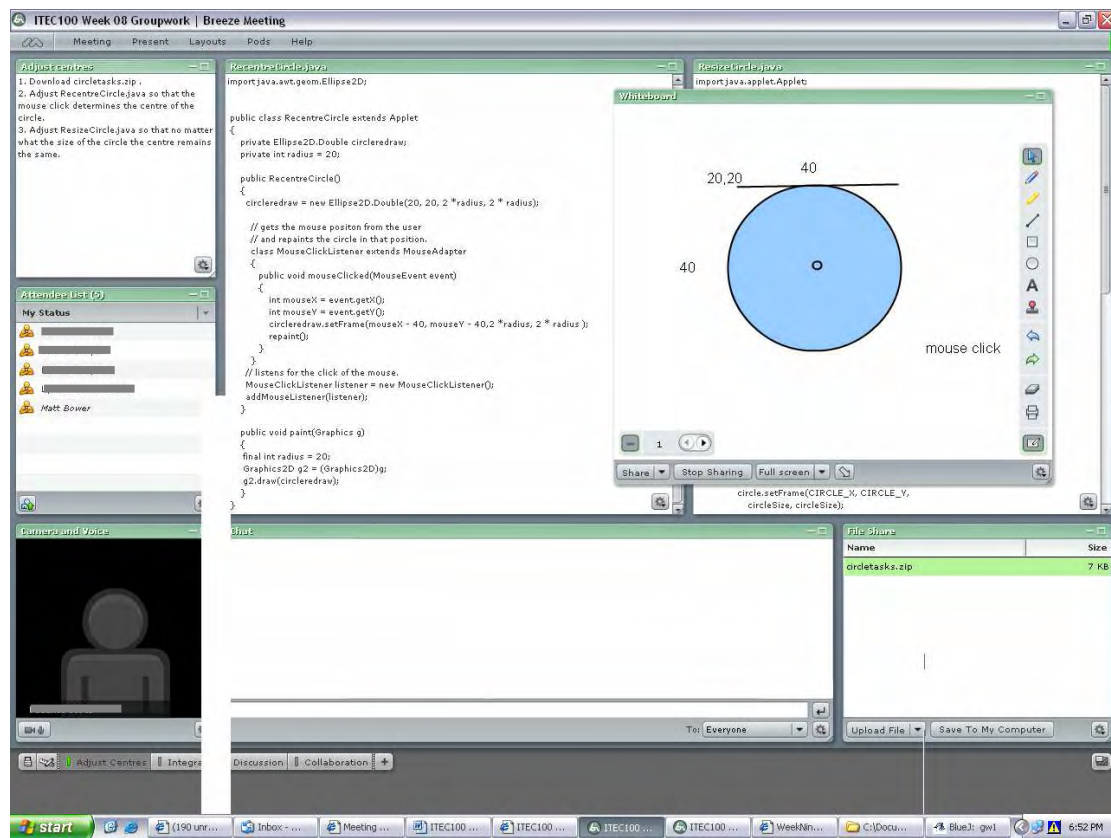 ITEC100 Week 08 Groupwork | Breeze Meeting
Meeting Present Layouts Pods Help
Adjust centres
1. Download circletasks.zip .
2. Adjust RecentreCircle.java so that the
mouse click determines the centre of the
circle.
3. Adjust ResizeCircle.java so that no matter
what the size of the circle the centre remains
the same.
Attendee List (5)
My Status
Matt Bower
RecentreCircle.java
import java.awt.geom.Ellipse2D;
public class RecentreCircle extends Applet
{
private Ellipse2D.Double circleredraw;
private int radius = 20;
public RecentreCircle()
{
circleredraw = new Ellipse2D.Double(20, 20, 2 *radius, 2 * radius);
// gets the mouse positon from the user
// and repaints the circle in that position.
class MouseClickListener extends MouseAdapter
{
public void mouseClicked(MouseEvent event)
{
int mouseX = event.getX();
int mouseY = event.getY();
circleredraw.setFrame(mouseX - 40, mouseY - 40,2 *radius, 2 * radius );
repaint();
}
}
// listens for the click of the mouse.
MouseClickListener listener = new MouseClickListener();
addMouseListener(listener);
}
public void paint(Graphics g)
{
final int radius = 20;
Graphics2D g2 = (Graphics2D)g;
g2.draw(circleredraw);
}
}
ResizeCircle.java
import java.applet.Applet;
Whiteboard
40
20,20
40
mouse click
A
1
Share Stop Sharing Full screen
circle.setFrame(CIRCLE_X, CIRCLE_Y,
circleSize, circleSize);
Camera and Voice
Chat
To: Everyone
File Share
Name Size
circletasks.zip 7 KB
Upload File Save To My Computer
Adjust Centres Integra Discussion Collaboration +
start (190 unr... Inbox - ... Meeting ... ITEC100 ... ITEC100 ... ITEC100 ... ITEC100 ... WeekNin... C:\Docu... BlueJ: gw1 6:52 PM